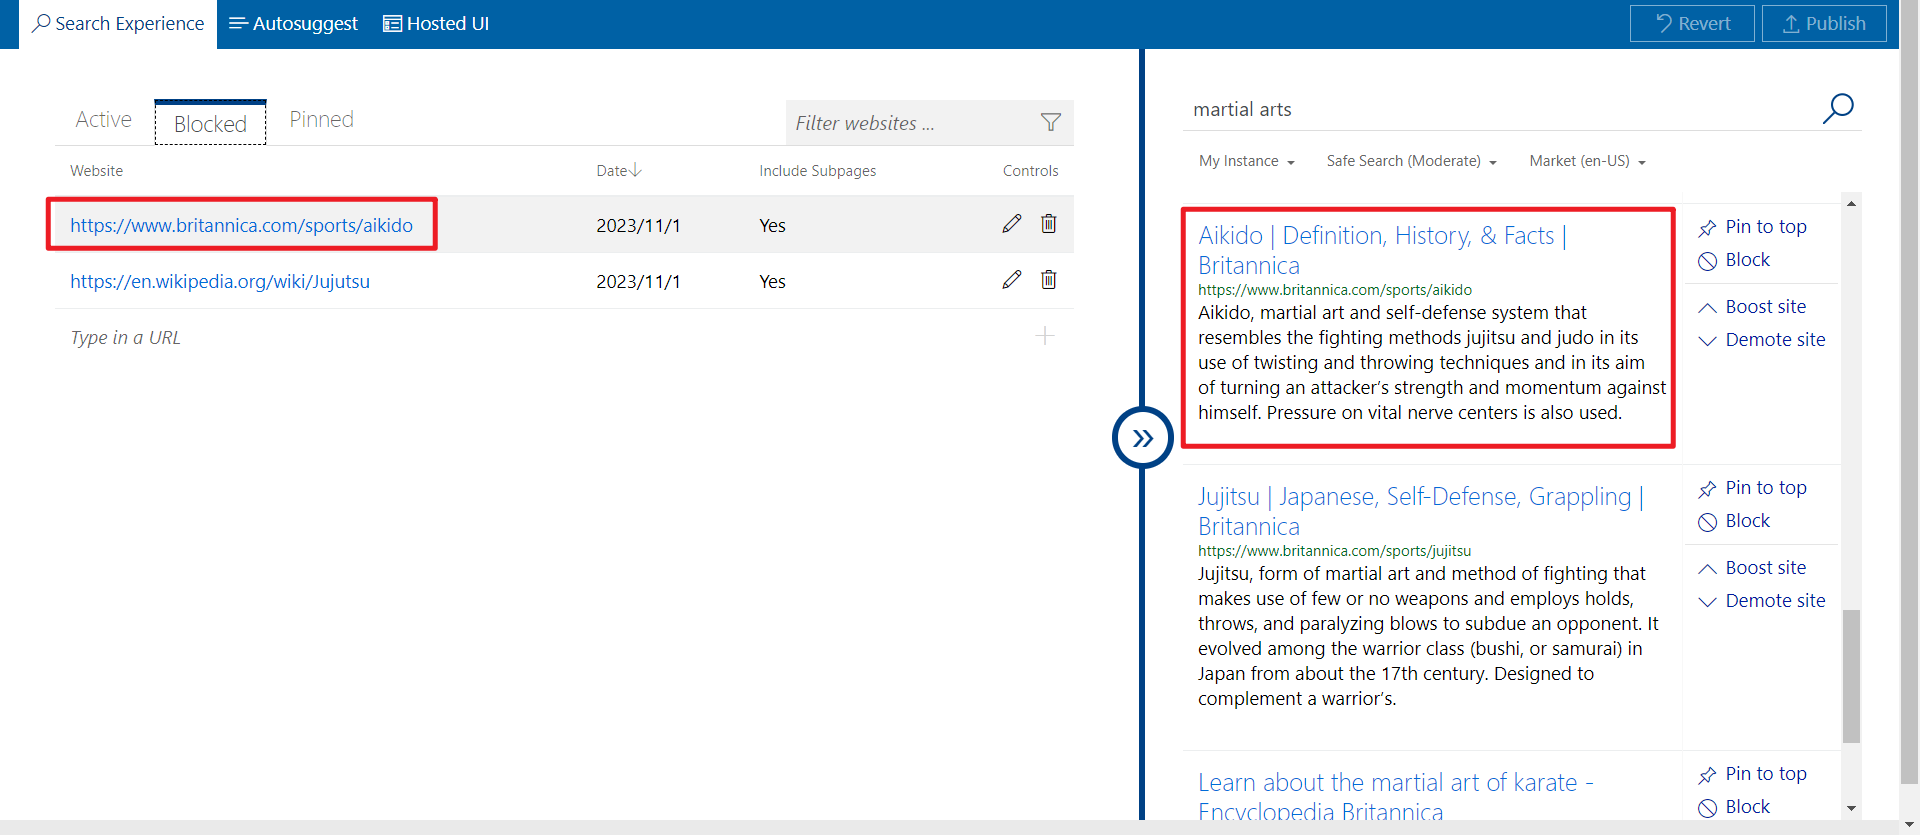 Search Experience
Autosuggest
Hosted UI
Revert
Publish
Active
Blocked
Pinned
Filter websites ...
Website
Date
Include Subpages
Controls
https://www.britannica.com/sports/aikido
2023/11/1
Yes
https://en.wikipedia.org/wiki/Jujutsu
2023/11/1
Yes
Type in a URL
martial arts
My Instance
Safe Search (Moderate)
Market (en-US)
Aikido | Definition, History, & Facts |
Britannica
https://www.britannica.com/sports/aikido
Aikido, martial art and self-defense system that
resembles the fighting methods jujitsu and judo in its
use of twisting and throwing techniques and in its aim
of turning an attacker’s strength and momentum against
himself. Pressure on vital nerve centers is also used.
Pin to top
Block
Boost site
Demote site
Jujitsu | Japanese, Self-Defense, Grappling |
Britannica
https://www.britannica.com/sports/jujitsu
Jujitsu, form of martial art and method of fighting that
makes use of few or no weapons and employs holds,
throws, and paralyzing blows to subdue an opponent. It
evolved among the warrior class (bushi, or samurai) in
Japan from about the 17th century. Designed to
complement a warrior’s.
Pin to top
Block
Boost site
Demote site
Learn about the martial art of karate -
Encyclopedia Britannica
Pin to top
Block